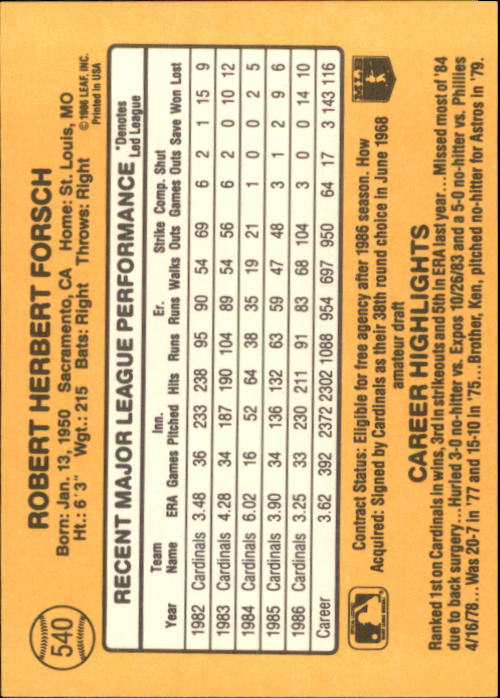 540
ROBERT HERBERT FORSCH
Born: Jan. 13, 1950 Sacramento, CA Home: St. Louis, MO
Ht.: 6'3" Wgt.: 215 Bats: Right Throws: Right
© 1986 LEAF, INC.
Printed in USA
RECENT MAJOR LEAGUE PERFORMANCE
*Denotes
Led League
Team Inn. Er. Strike Comp. Shut
Year Name ERA Games Pitched Hits Runs Runs Walks Outs Games Outs Save Won Lost
1982 Cardinals 3.48 36 233 238 95 90 54 69 6 2 1 15 9
1983 Cardinals 4.28 34 187 190 104 89 54 56 6 2 0 10 12
1984 Cardinals 6.02 16 52 64 38 35 19 21 1 0 0 2 5
1985 Cardinals 3.90 34 136 132 63 59 47 48 3 1 2 9 6
1986 Cardinals 3.25 33 230 211 91 83 68 104 3 0 0 14 10
Career 3.62 392 2372 2302 1088 954 697 950 64 17 3 143 116
Contract Status: Eligible for free agency after 1986 season. How
Acquired: Signed by Cardinals as their 38th round choice in June 1968
amateur draft
MLB
CAREER HIGHLIGHTS
Ranked 1st on Cardinals in wins, 3rd in strikeouts and 5th in ERA last year...Missed most of '84
due to back surgery...Hurled 3-0 no-hitter vs. Expos 10/26/83 and a 5-0 no-hitter vs. Phillies
4/16/78...Was 20-7 in '77 and 15-10 in '75...Brother, Ken, pitched no-hitter for Astros in '79.